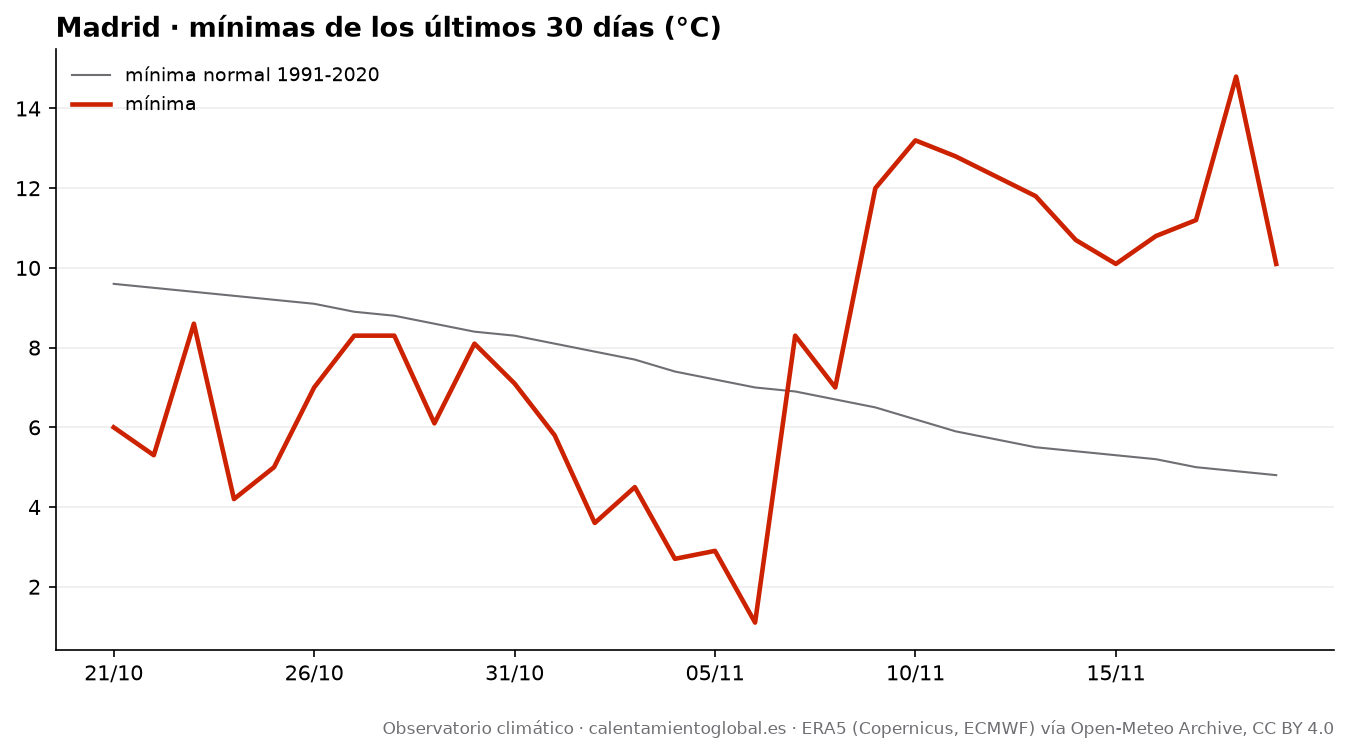 Madrid · mínimas de los últimos 30 días (°C)
mínima normal 1991-2020
mínima
14
12
10
8
6
4
2
21/10 26/10 31/10 05/11 10/11 15/11
Observatorio climático · calentamientoglobal.es · ERA5 (Copernicus, ECMWF) vía Open-Meteo Archive, CC BY 4.0